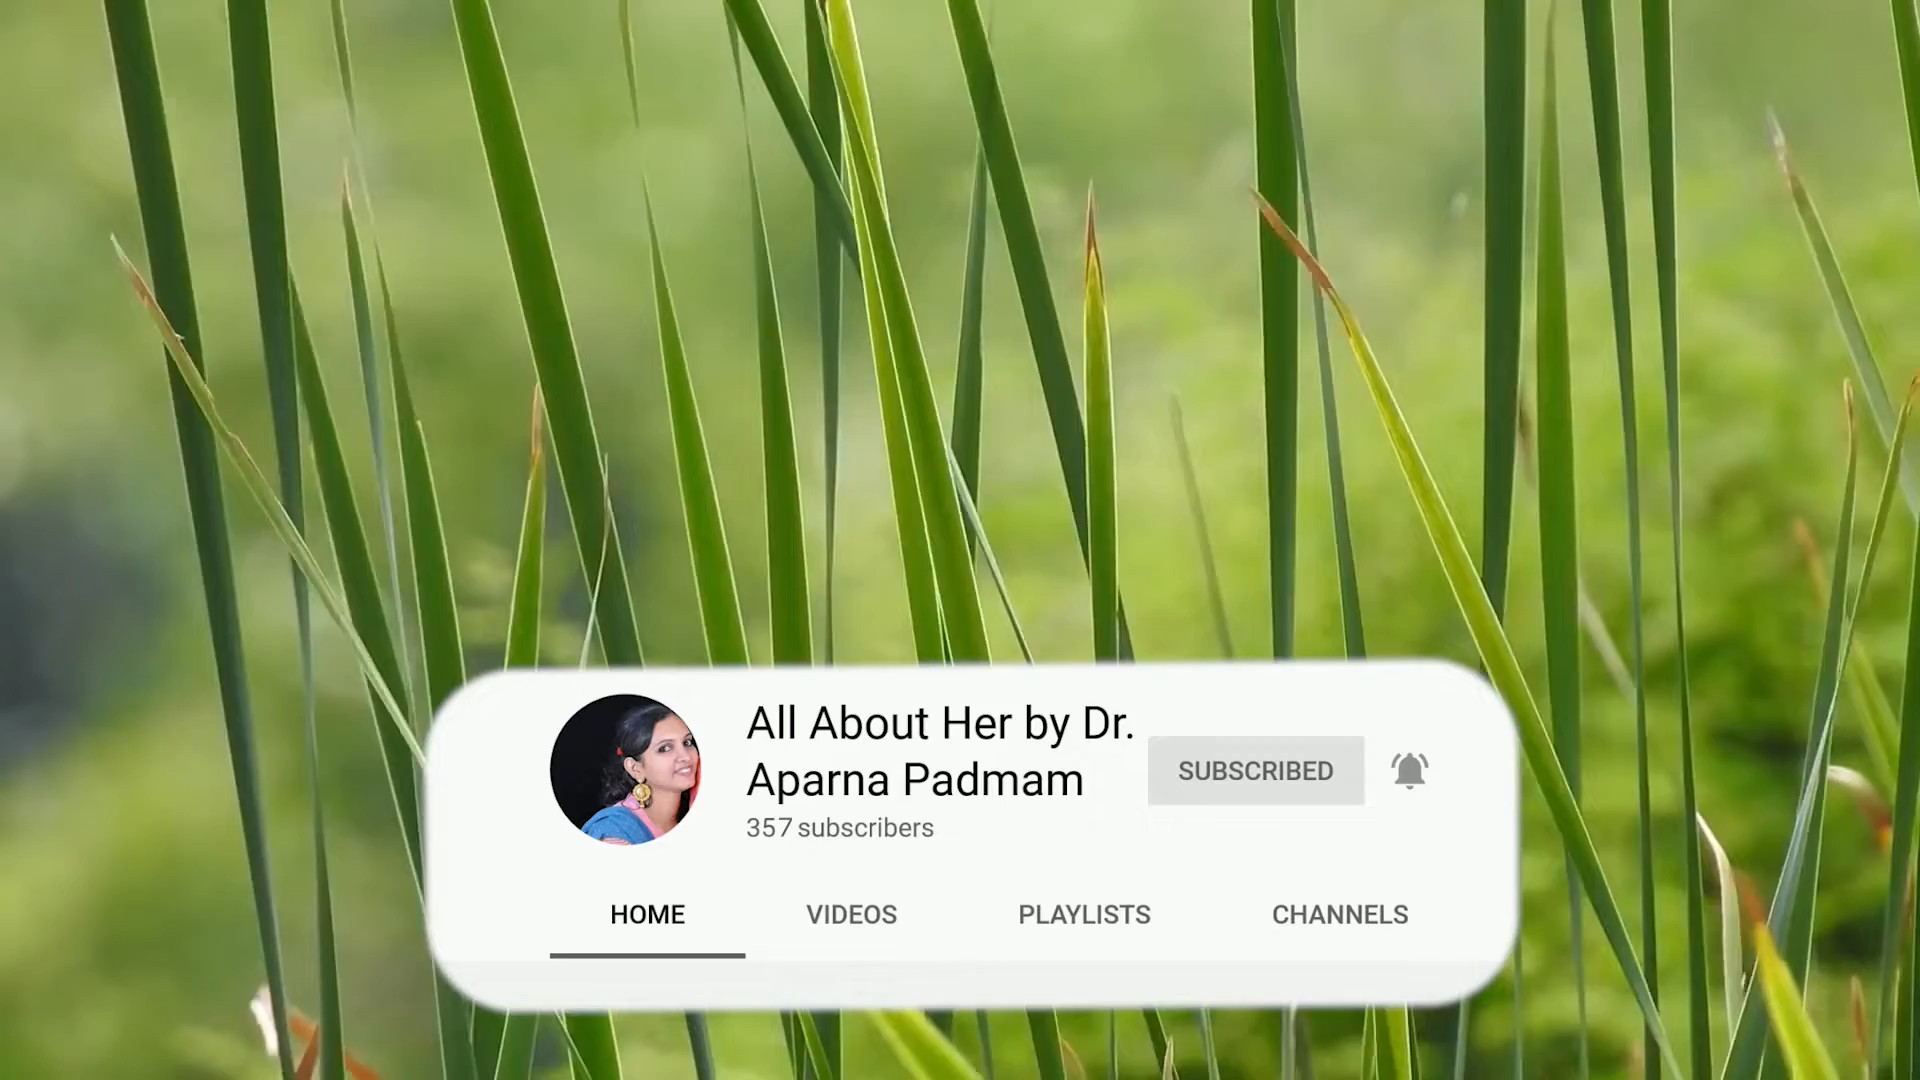 All About Her by Dr.
Aparna Padmam
357 subscribers
SUBSCRIBED
HOME
VIDEOS
PLAYLISTS
CHANNELS